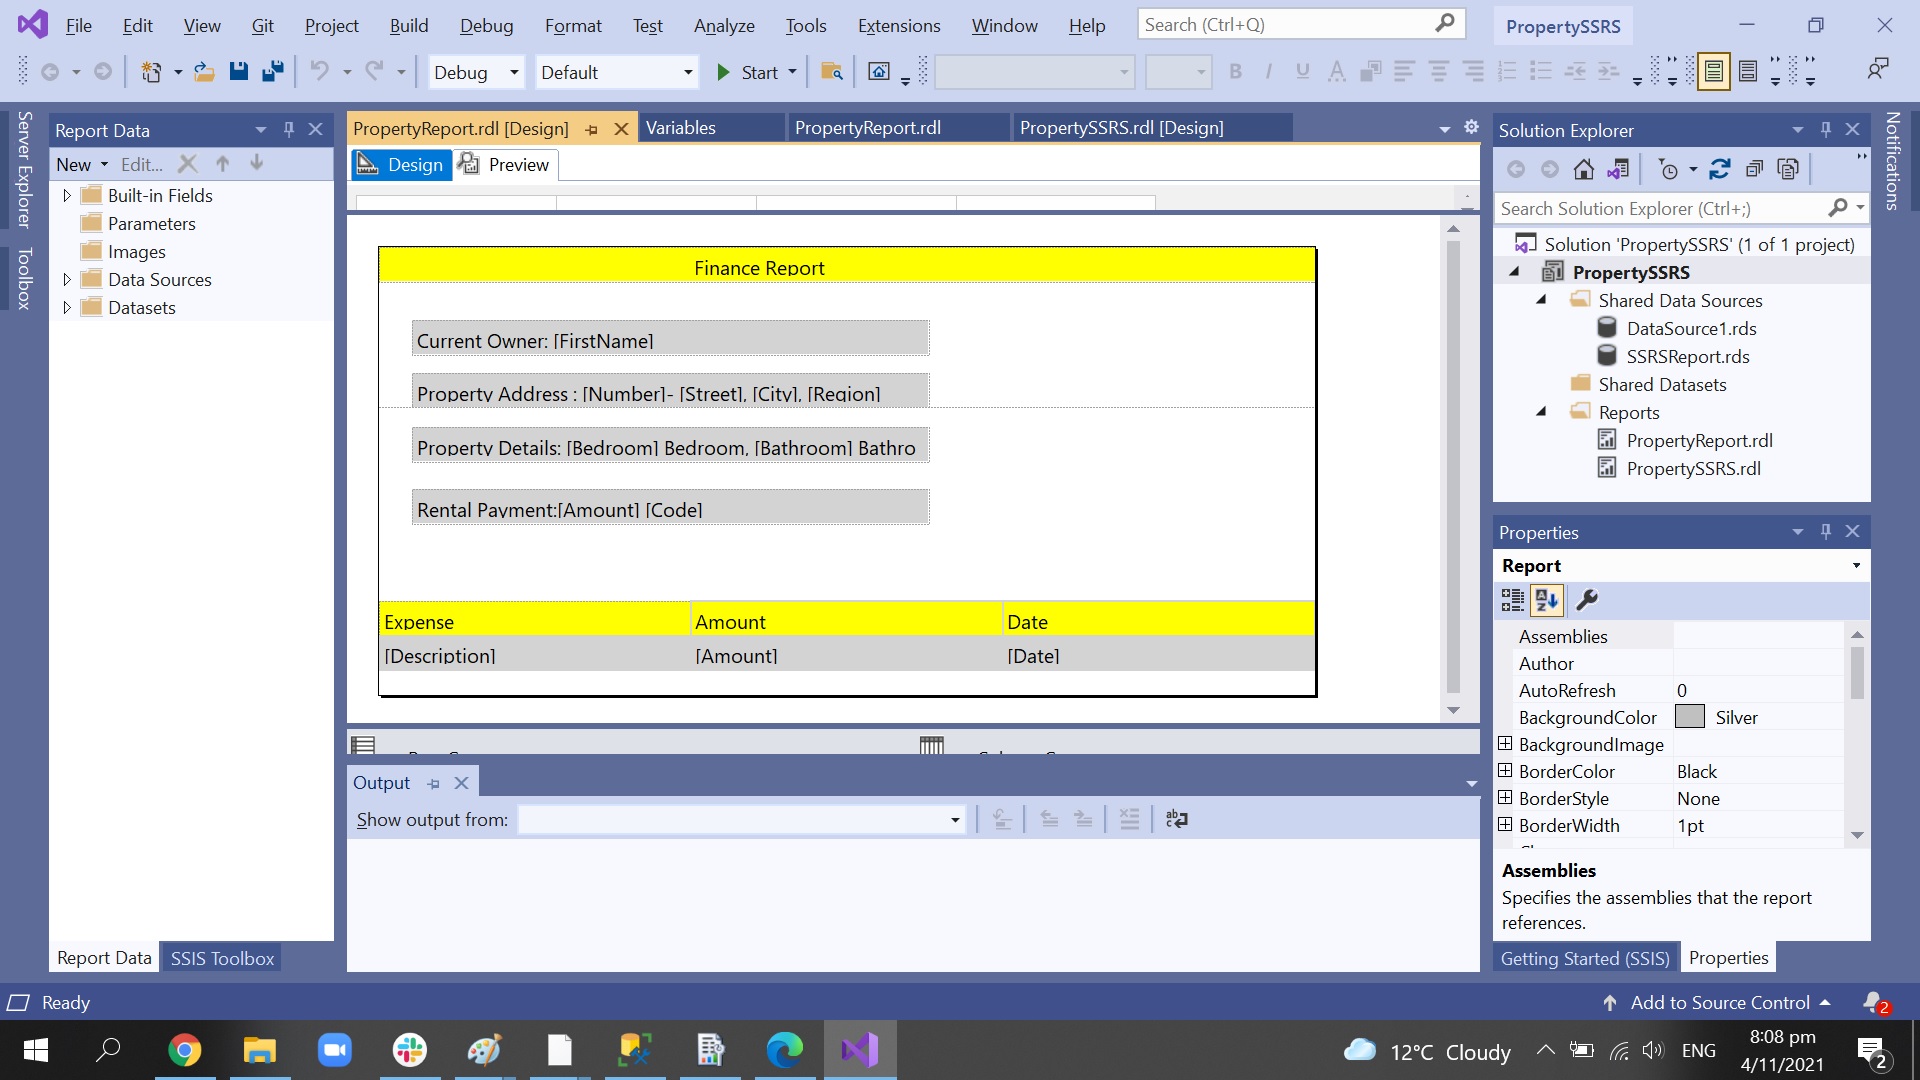 File Edit View Git Project Build Debug Format Test Analyze Tools Extensions Window Help Search (Ctrl+Q) PropertySSRS
Debug Default Start
Server Explorer
Toolbox
Report Data
New Edit...
Built-in Fields
Parameters
Images
Data Sources
Datasets
Report Data SSIS Toolbox
PropertyReport.rdl [Design] Variables PropertyReport.rdl PropertySSRS.rdl [Design]
Design Preview
Finance Report
Current Owner: [FirstName]
Property Address : [Number]- [Street], [City], [Region]
Property Details: [Bedroom] Bedroom, [Bathroom] Bathro
Rental Payment:[Amount] [Code]
Expense Amount Date
[Description] [Amount] [Date]
Output
Show output from:
Solution Explorer
Search Solution Explorer (Ctrl+;)
Solution 'PropertySSRS' (1 of 1 project)
PropertySSRS
Shared Data Sources
DataSource1.rds
SSRSReport.rds
Shared Datasets
Reports
PropertyReport.rdl
PropertySSRS.rdl
Properties
Report
Assemblies
Author
AutoRefresh 0
BackgroundColor Silver
BackgroundImage
BorderColor Black
BorderStyle None
BorderWidth 1pt
Assemblies
Specifies the assemblies that the report
references.
Getting Started (SSIS) Properties
Notifications
Ready
Add to Source Control 2
12°C Cloudy ENG
8:08 pm
4/11/2021
2